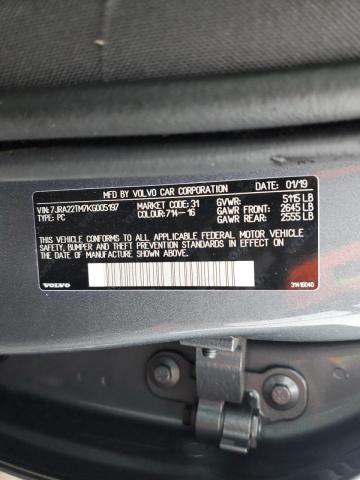 MFD BY VOLVO CAR CORPORATION DATE: 01/19
VIN:7JRA22TM7KG005197 MARKET CODE:31 GVWR: 5115 LB
TYPE: PC COLOUR:714-16 GAWR FRONT: 2645 LB
GAWR REAR: 2555 LB
THIS VEHICLE CONFORMS TO ALL APPLICABLE FEDERAL MOTOR VEHICLE
SAFETY, BUMPER, AND THEFT PREVENTION STANDARDS IN EFFECT
ON THE DATE OF MANUFACTURE SHOWN ABOVE.
VOLVO 31416040